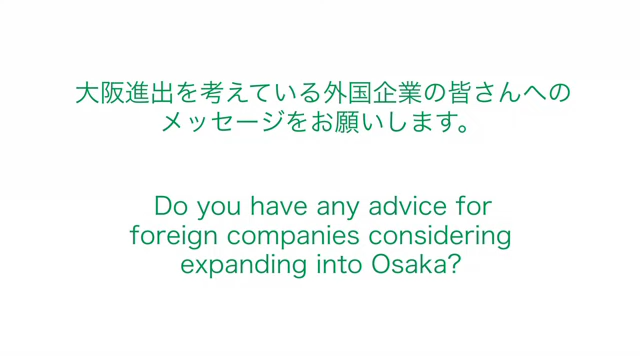 大阪進出を考えている外国企業の皆さんへの
メッセージをお願いします。
Do you have any advice for
foreign companies considering
expanding into Osaka?